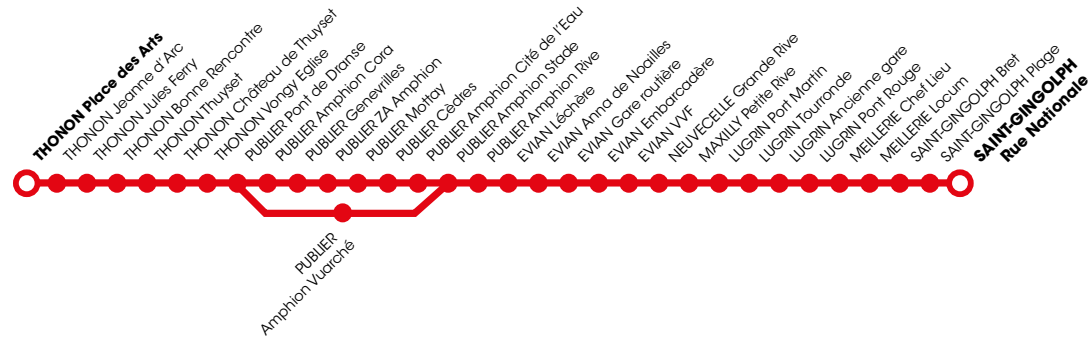 THONON Place des Arts
THONON Jeanne d'Arc
THONON Jules Ferry
THONON Bonne Rencontre
THONON Thuyset
THONON Château de Thuyset
THONON Vongy Eglise
PUBLIER Pont de Dranse
PUBLIER Amphion Cora
PUBLIER Genevrilles
PUBLIER ZA Amphion
PUBLIER Mottay
PUBLIER Cèdres
PUBLIER Amphion Cité de l'Eau
PUBLIER Amphion Stade
PUBLIER Amphion Rive
EVIAN Léchère
EVIAN Anna de Noailles
EVIAN Gare routière
EVIAN Embarcadère
EVIAN VVF
NEUVECELLE Grande Rive
MAXILLY Petite Rive
LUGRIN Port Martin
LUGRIN Tourronde
LUGRIN Ancienne gare
LUGRIN Pont Rouge
MEILLERIE Chef Lieu
MEILLERIE Locum
SAINT-GINGOLPH Bret
SAINT-GINGOLPH Plage
SAINT-GINGOLPH
Rue Nationale
PUBLIER
Amphion Vuarché